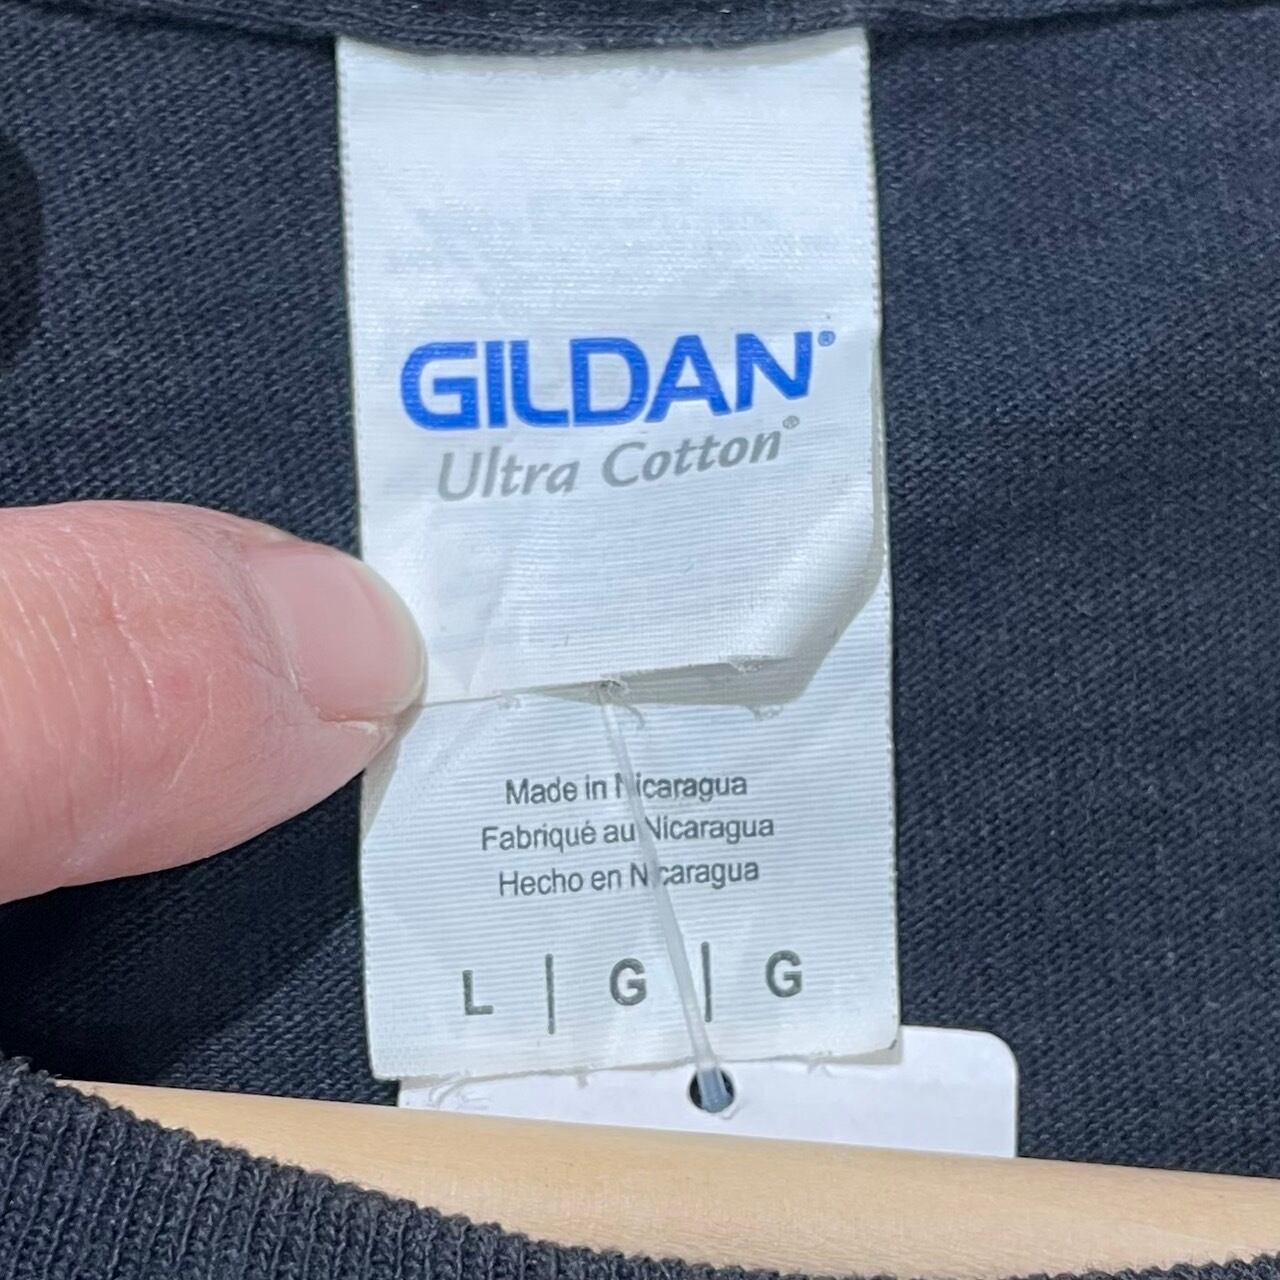 GILDAN®
Ultra Cotton®
Made in Nicaragua
Fabriqué au Nicaragua
Hecho en Nicaragua
L | G | G